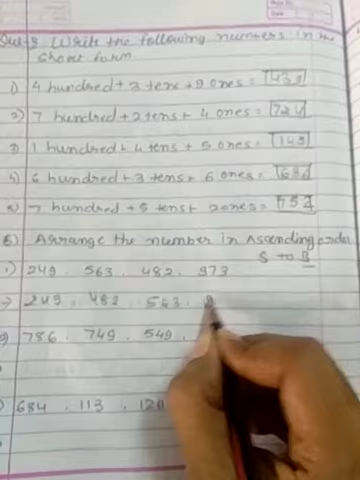 Write the following numbers in the
short form.
1) 4 hundred + 3 tens + 9 ones = 439
2) 7 hundred + 2 tens + 4 ones = 724
3) 1 hundred + 4 tens + 5 ones = 145
4) 6 hundred + 3 tens + 6 ones =
5) 7 hundred + 5 tens + 2 ones = 752
6) Arrange the number in Ascending order
S to B
1) 249 . 563 . 482 . 973
→ 249 . 482 . 563 . 9
2) 786 . 749 . 549 .
684 . 113 . 120